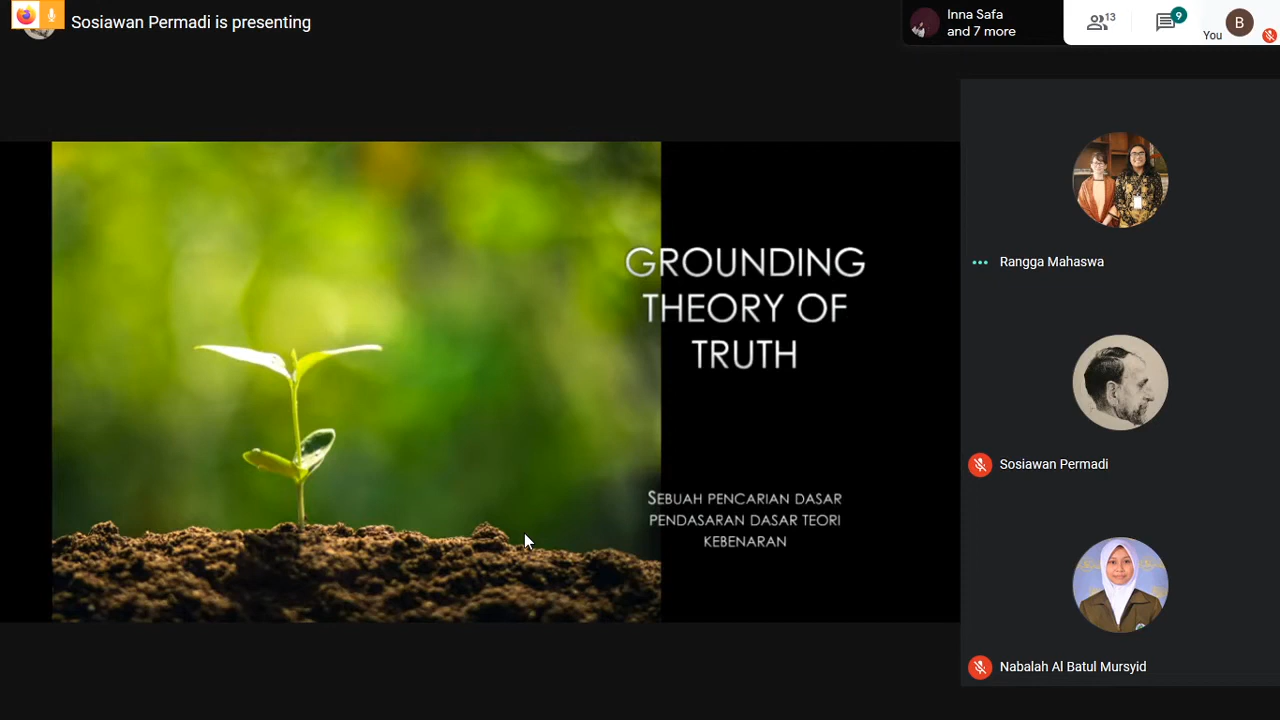 Sosiawan Permadi is presenting
Inna Safa
and 7 more
13
9
You
B
GROUNDING
THEORY OF
TRUTH
SEBUAH PENCARIAN DASAR
PENDASARAN DASAR TEORI
KEBENARAN
Rangga Mahaswa
Sosiawan Permadi
Nabalah Al Batul Mursyid